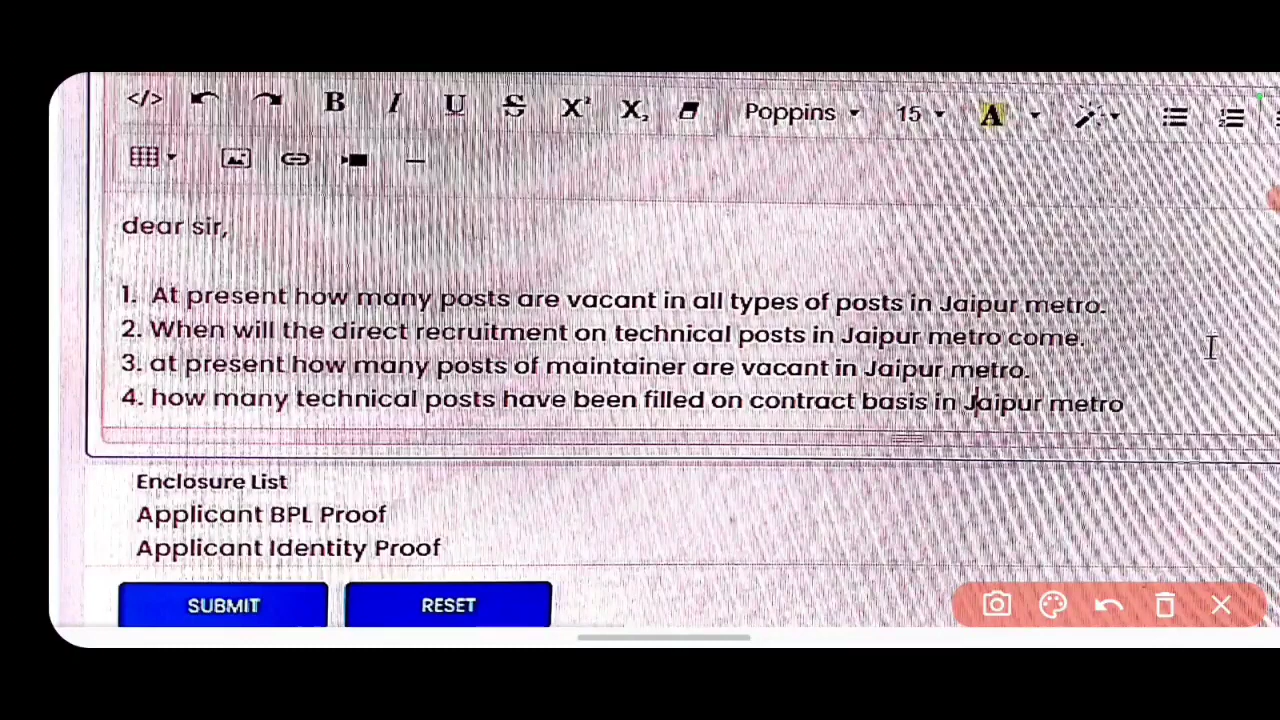 Poppins 15 A
dear sir,
1. At present how many posts are vacant in all types of posts in Jaipur metro.
2. When will the direct recruitment on technical posts in Jaipur metro come.
3. at present how many posts of maintainer are vacant in Jaipur metro.
4. how many technical posts have been filled on contract basis in Jaipur metro
Enclosure List
Applicant BPL Proof
Applicant Identity Proof
SUBMIT RESET